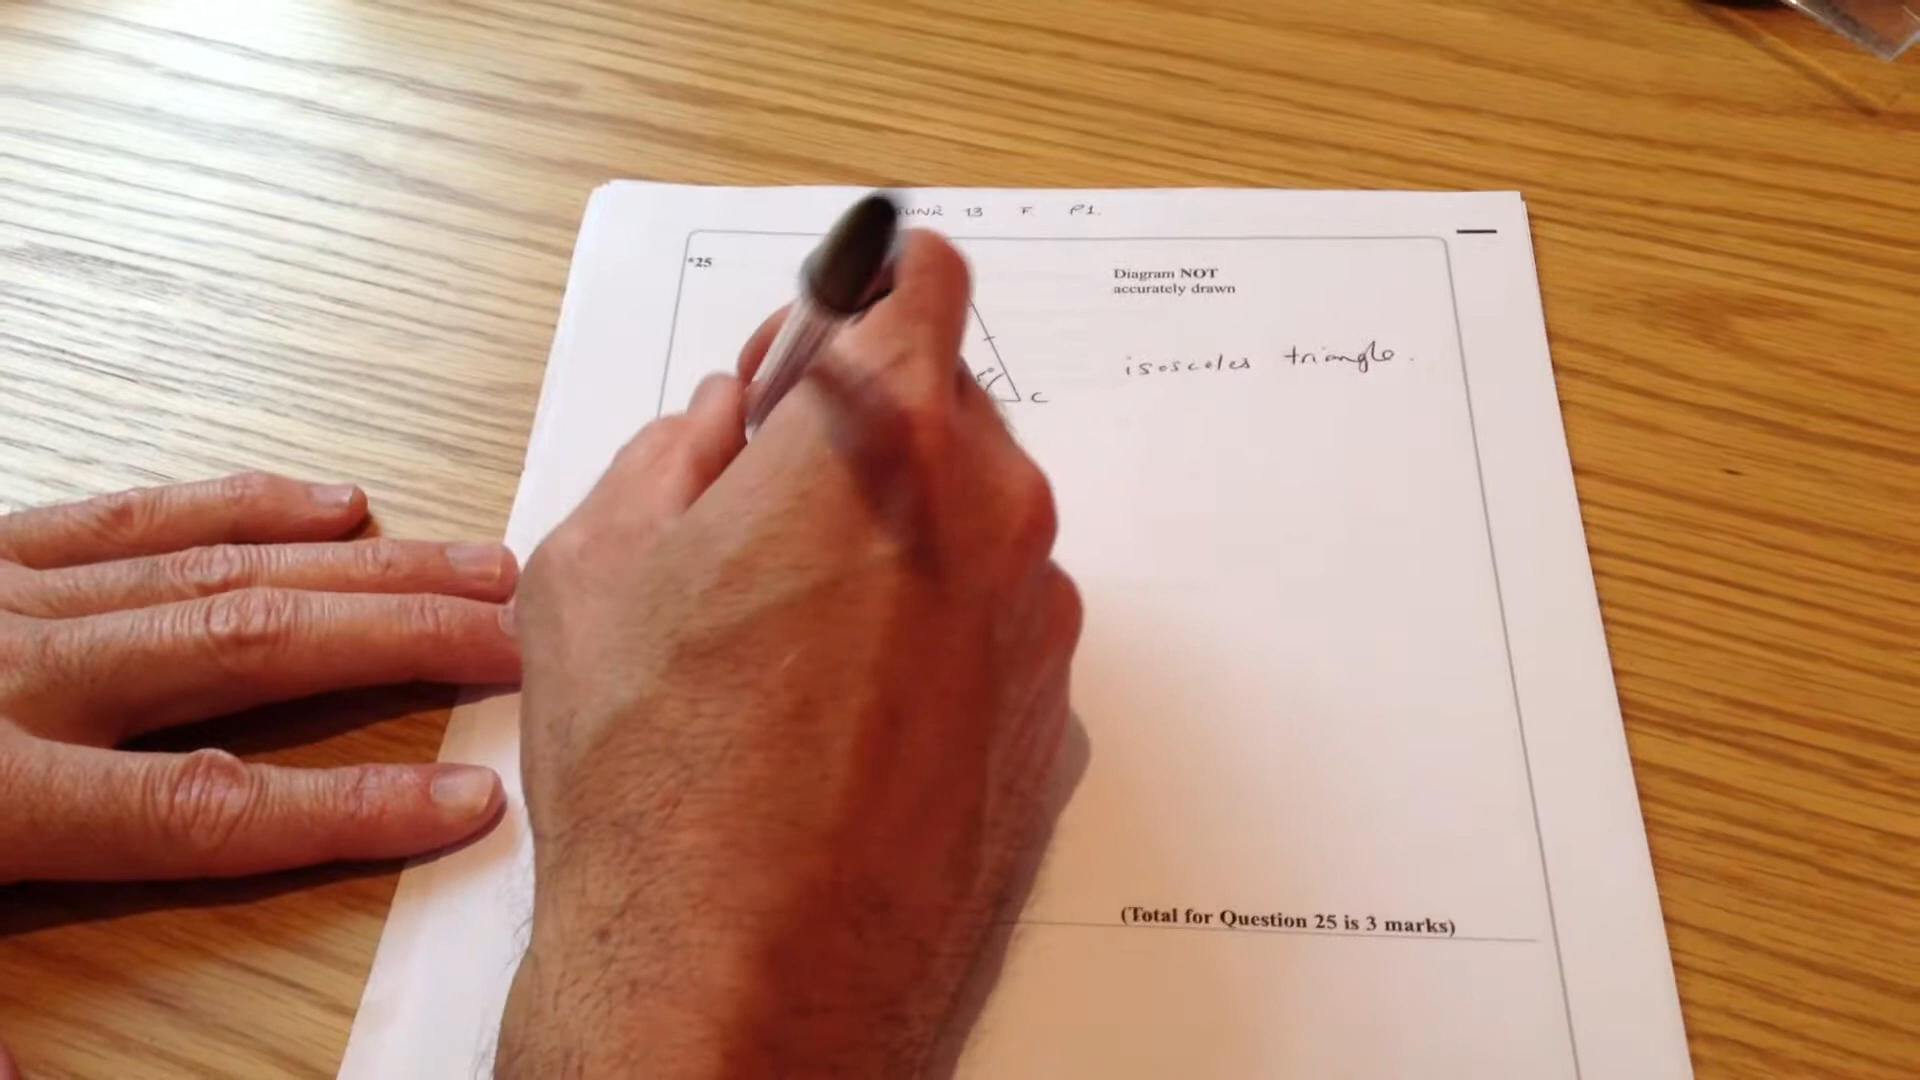 JUNE 13 F P1.
*25
Diagram NOT
accurately drawn
isosceles triangle.
C
(Total for Question 25 is 3 marks)